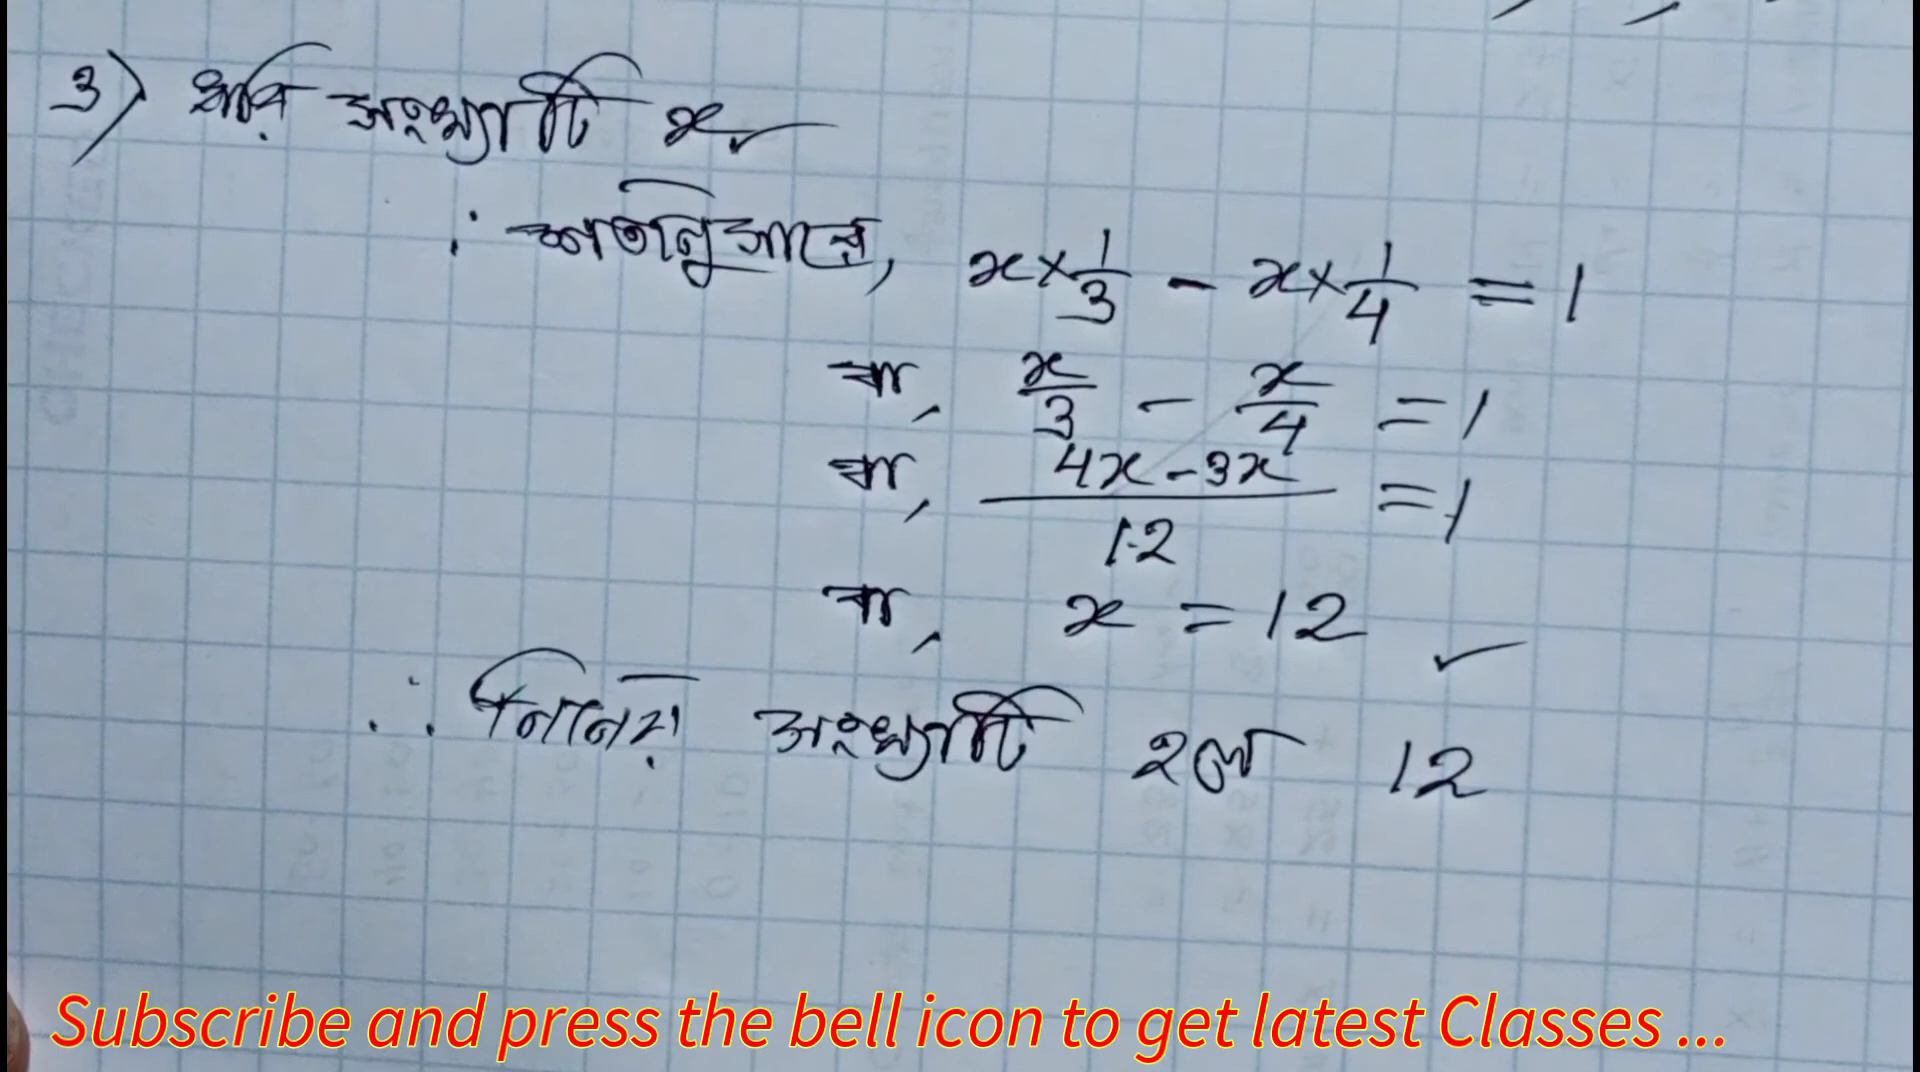 3) ধরি সংখ্যাটি x
∴ শর্তানুসারে, x × 1/3 - x × 1/4 = 1
বা, x/3 - x/4 = 1
বা, (4x - 3x)/12 = 1
বা, x = 12
∴ নির্নেয় সংখ্যাটি হল 12
Subscribe and press the bell icon to get latest Classes ...